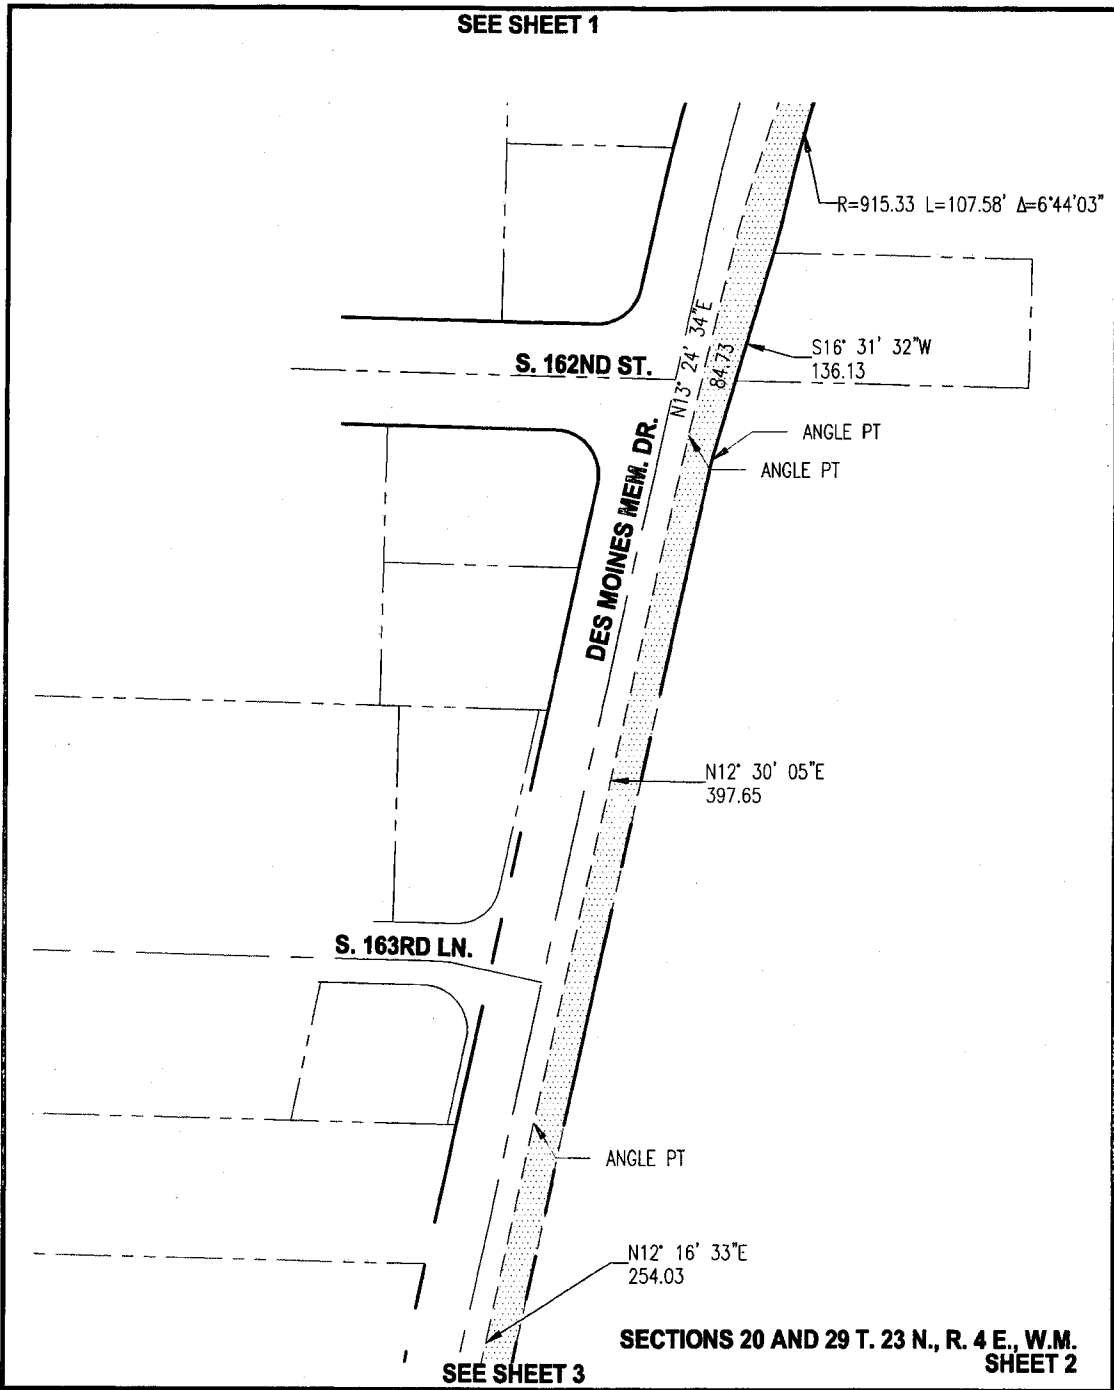 SEE SHEET 1
R=915.33 L=107.58' Δ=6°44'03"
S. 162ND ST.
N13° 24' 34"E
84.73
S16° 31' 32"W
136.13
ANGLE PT
ANGLE PT
DES MOINES MEM. DR.
N12° 30' 05"E
397.65
S. 163RD LN.
ANGLE PT
N12° 16' 33"E
254.03
SECTIONS 20 AND 29 T. 23 N., R. 4 E., W.M.
SHEET 2
SEE SHEET 3